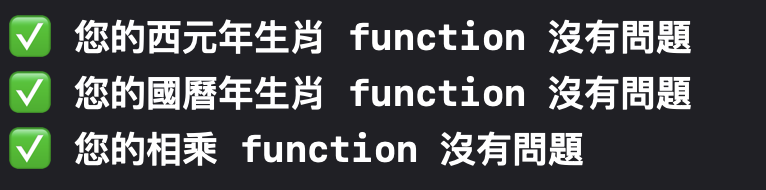 ✅ 您的西元年生肖 function 沒有問題
✅ 您的國曆年生肖 function 沒有問題
✅ 您的相乘 function 沒有問題